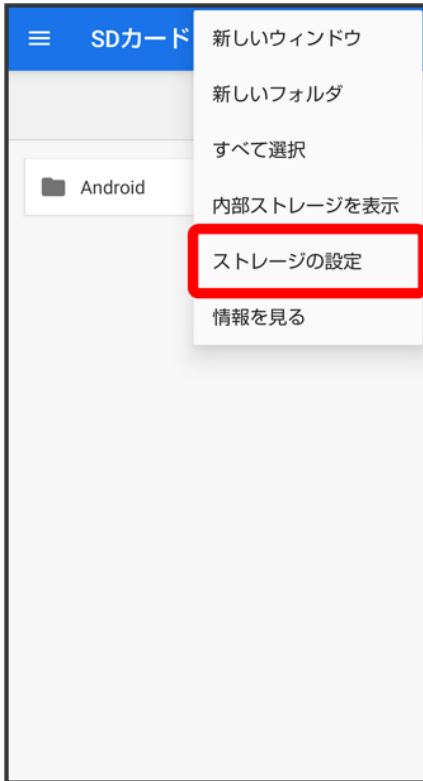 SDカード
新しいウィンドウ
新しいフォルダ
すべて選択
Android
内部ストレージを表示
ストレージの設定
情報を見る